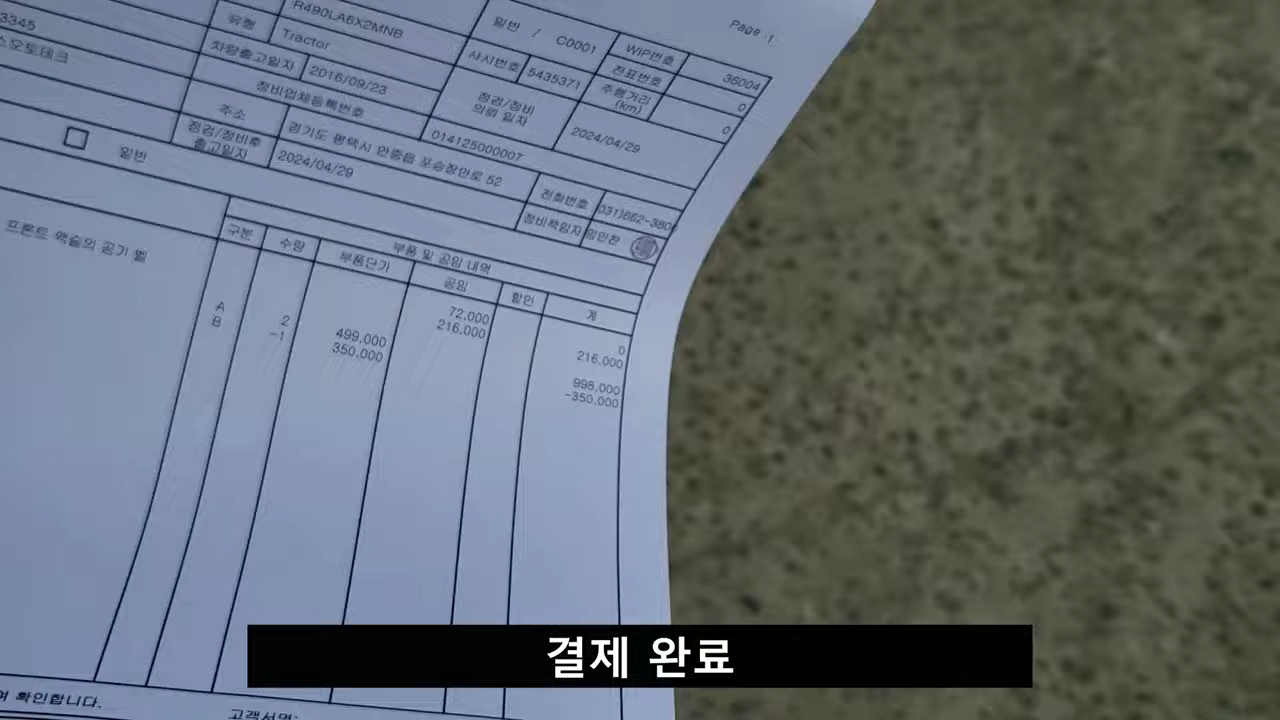 Page 1
3345
유형
R490LA6X2MNB
일반 / C0001
WIP번호
36004
스오토테크
차량출고일자
Tractor
샤시번호
5435371
전표번호
0
2016/09/23
점검/정비
의뢰 일자
주행거리
(km)
0
정비업체등록번호
014125000007
2024/04/29
주소
경기도 평택시 안중읍 포승장안로 52
일반
점검/정비후
출고일자
2024/04/29
전화번호
031)662-3800
정비책임자
프론트 액슬의 공기 벨
구분
수량
부품 및 공임 내역
부품단가
공임
할인
계
A
72,000
0
B
216,000
216,000
2
499,000
998,000
-1
350,000
-350,000
여 확인합니다.
고객서명:
결제 완료